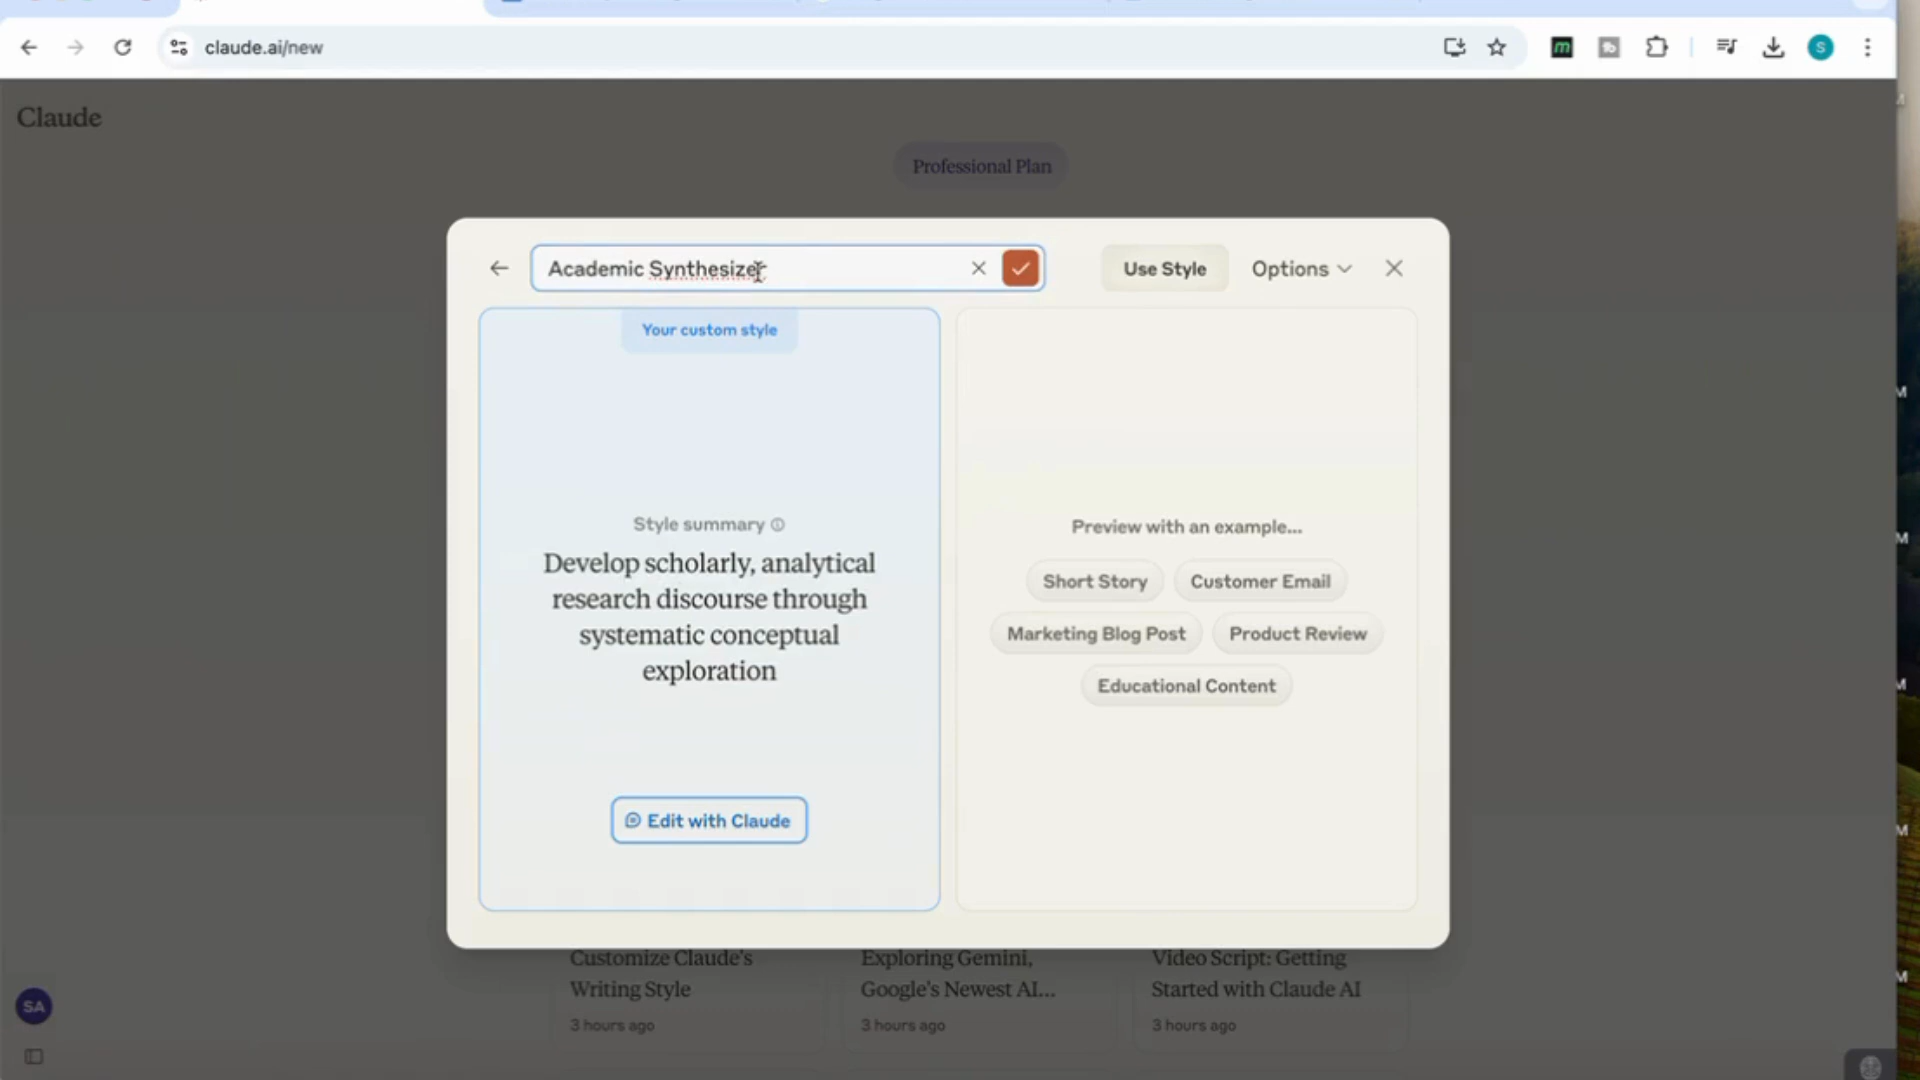 claude.ai/new
S
Claude
Professional Plan
Academic Synthesizer
Use Style
Options
Your custom style
Style summary
Develop scholarly, analytical
research discourse through
systematic conceptual
exploration
Edit with Claude
Preview with an example...
Short Story
Customer Email
Marketing Blog Post
Product Review
Educational Content
Customize Claude's
Writing Style
3 hours ago
Exploring Gemini,
Google's Newest AI...
3 hours ago
Video Script: Getting
Started with Claude AI
3 hours ago
SA